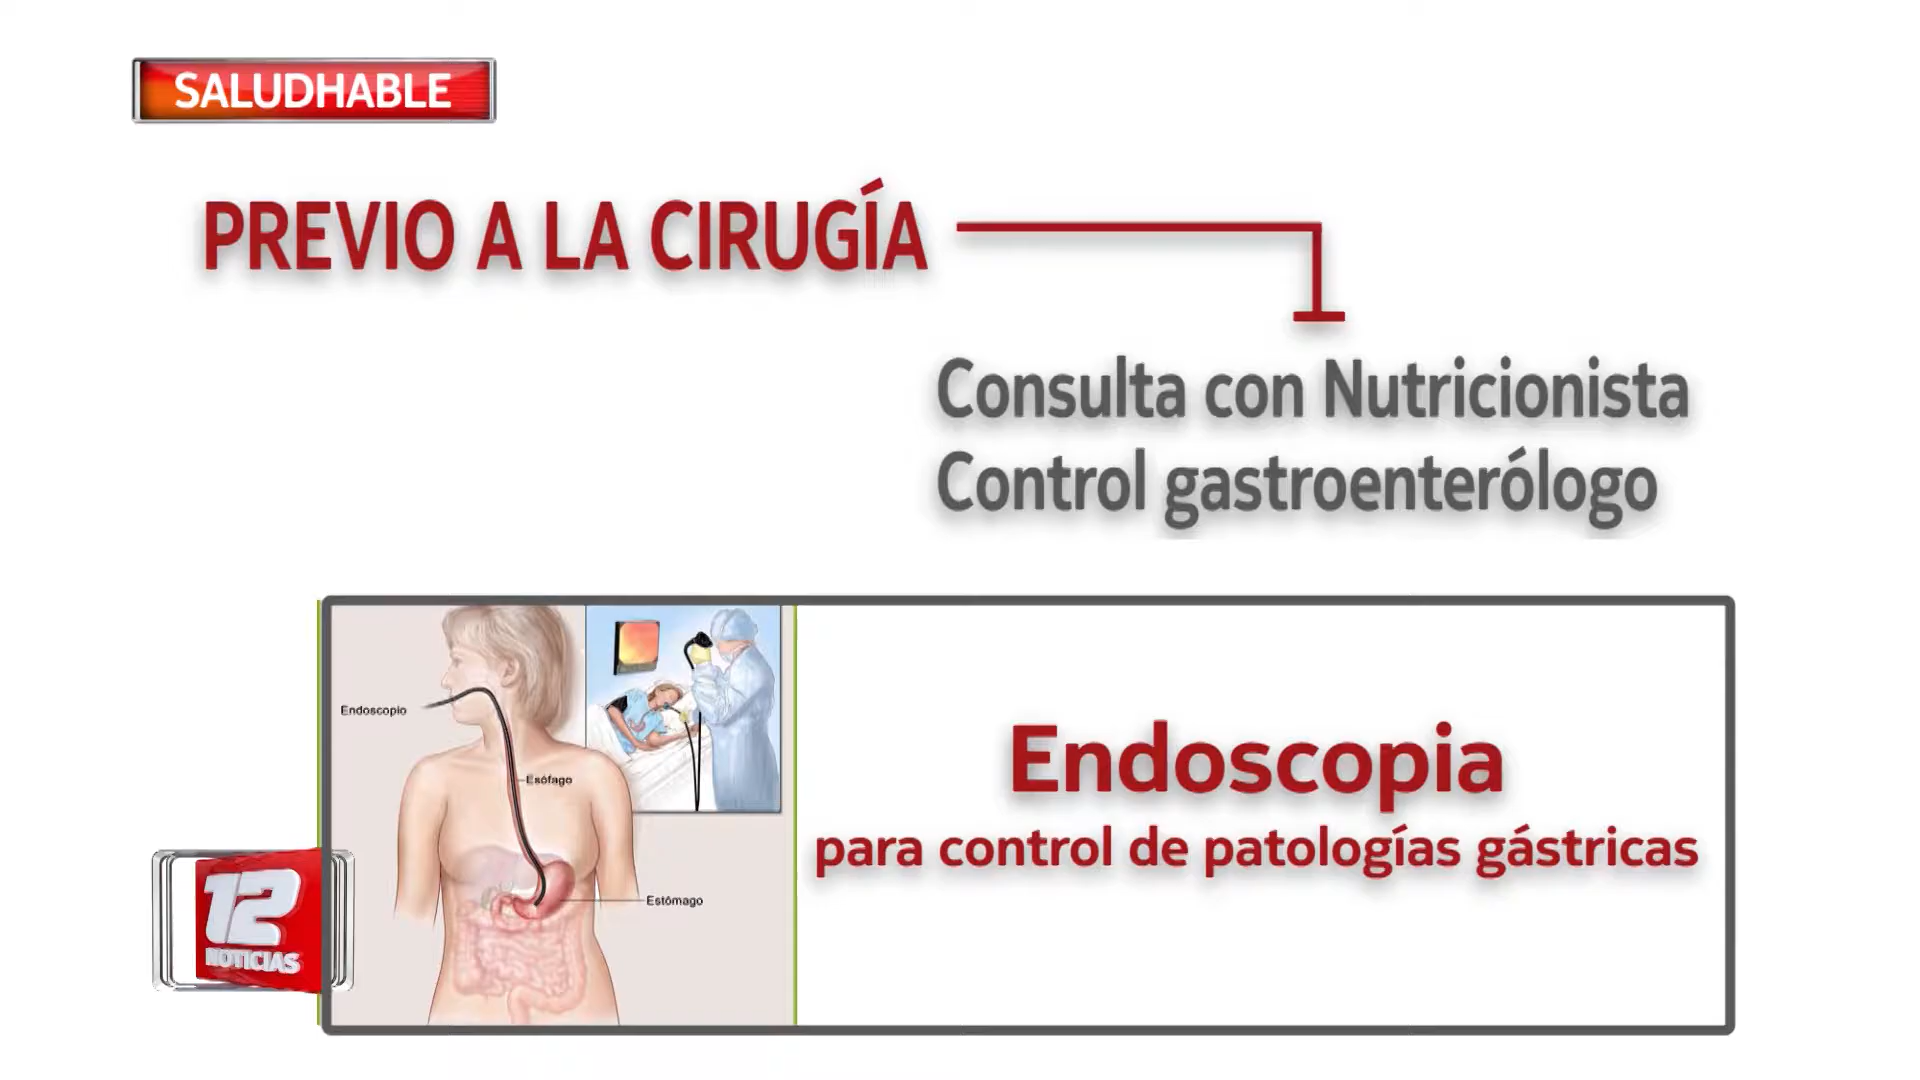 SALUDHABLE
PREVIO A LA CIRUGÍA
Consulta con Nutricionista
Control gastroenterólogo
Endoscopio
Esófago
Estómago
Endoscopia
para control de patologías gástricas
12
NOTICIAS